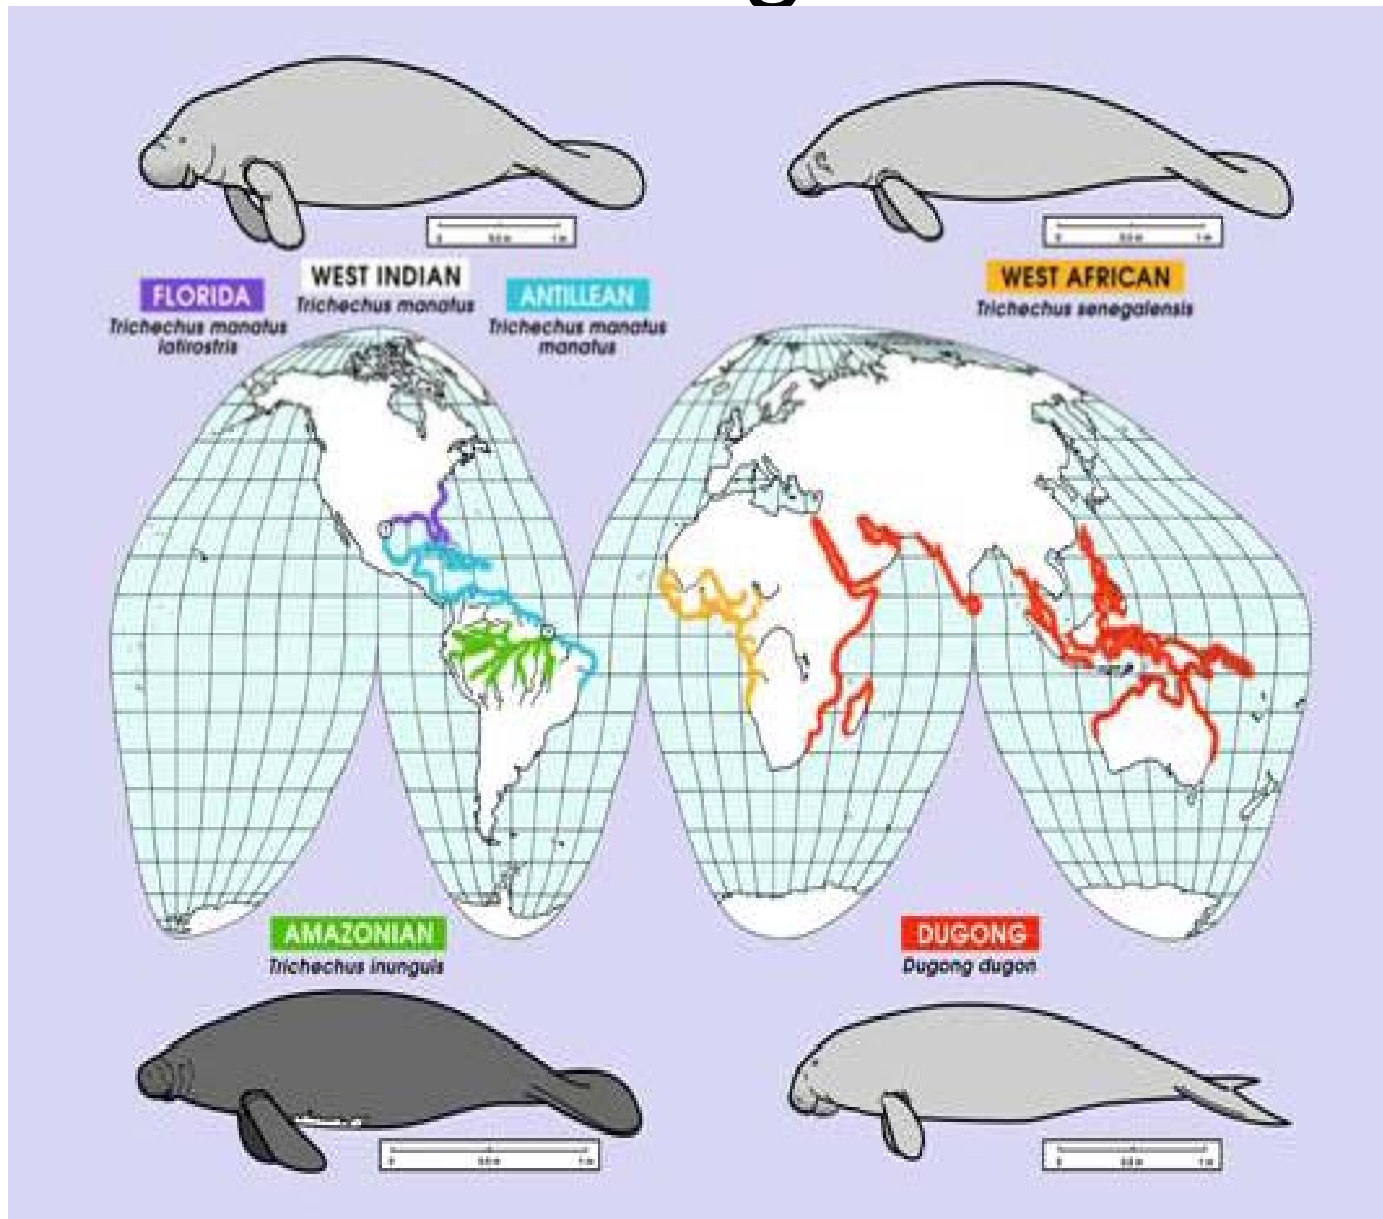 WEST INDIAN
Trichechus manatus
FLORIDA
Trichechus manatus
latirostris
ANTILLEAN
Trichechus manatus
manatus
WEST AFRICAN
Trichechus senegalensis
AMAZONIAN
Trichechus inunguis
DUGONG
Dugong dugon